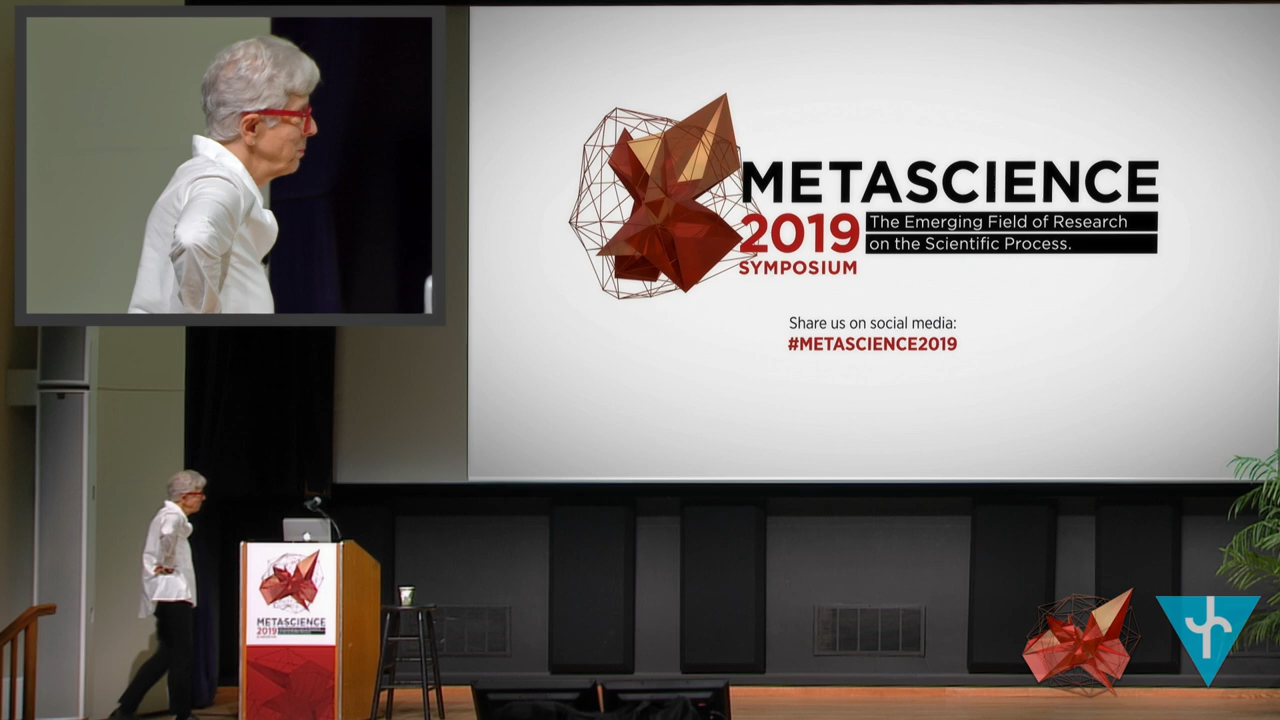 METASCIENCE
2019
The Emerging Field of Research
on the Scientific Process.
SYMPOSIUM
Share us on social media:
#METASCIENCE2019
METASCIENCE
2019